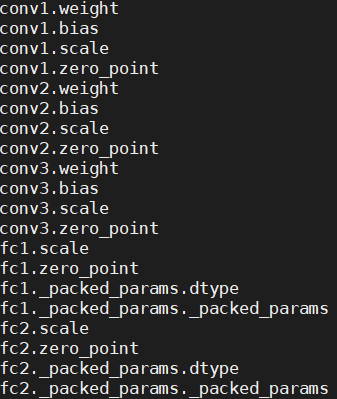 conv1.weight
conv1.bias
conv1.scale
conv1.zero_point
conv2.weight
conv2.bias
conv2.scale
conv2.zero_point
conv3.weight
conv3.bias
conv3.scale
conv3.zero_point
fc1.scale
fc1.zero_point
fc1._packed_params.dtype
fc1._packed_params._packed_params
fc2.scale
fc2.zero_point
fc2._packed_params.dtype
fc2._packed_params._packed_params